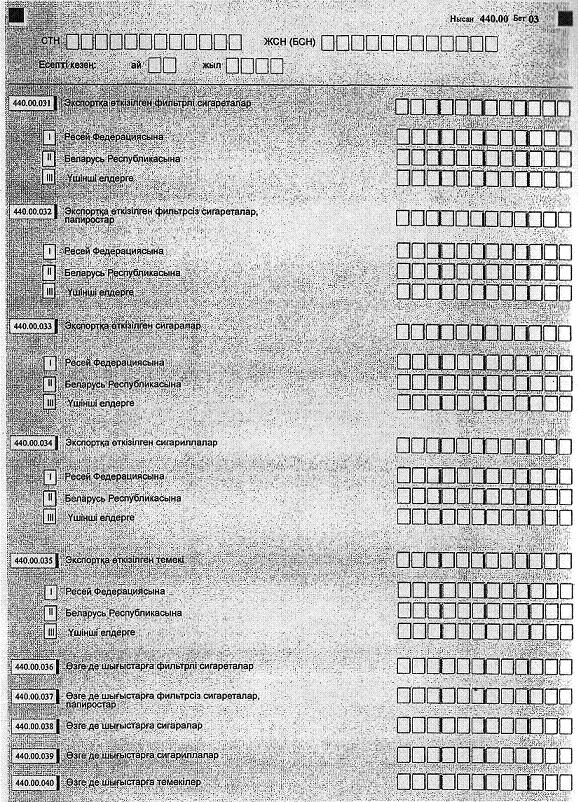 Нысан 440.00 Бет 03
СТН ЖСН (БСН)
Есепті кезең: ай жыл
440.00.031 Экспортқа өткізілген фильтрлі сигареталар
I Ресей Федерациясына
II Беларусь Республикасына
III Үшінші елдерге
440.00.032 Экспортқа өткізілген фильтрсіз сигареталар,
папиростар
I Ресей Федерациясына
II Беларусь Республикасына
III Үшінші елдерге
440.00.033 Экспортқа өткізілген сигаралар
I Ресей Федерациясына
II Беларусь Республикасына
III Үшінші елдерге
440.00.034 Экспортқа өткізілген сигариллалар
I Ресей Федерациясына
II Беларусь Республикасына
III Үшінші елдерге
440.00.035 Экспортқа өткізілген темекі
I Ресей Федерациясына
II Беларусь Республикасына
III Үшінші елдерге
440.00.036 Өзге де шығыстарға фильтрлі сигареталар
440.00.037 Өзге де шығыстарға фильтрсіз сигареталар,
папиростар
440.00.038 Өзге де шығыстарға сигаралар
440.00.039 Өзге де шығыстарға сигариллалар
440.00.040 Өзге де шығыстарға темекілер